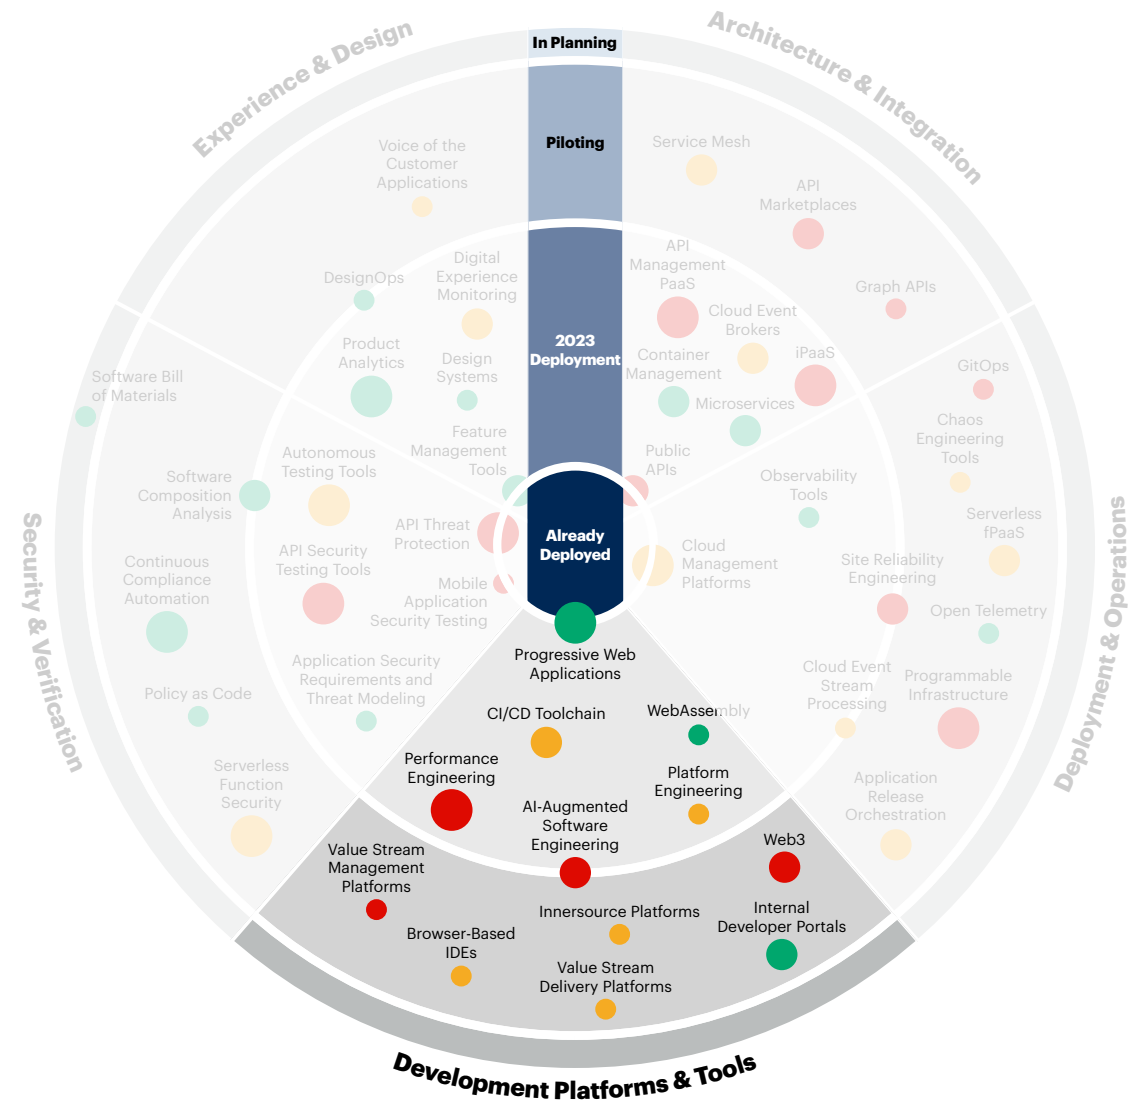 Experience & Design
Architecture & Integration
In Planning
Piloting
2023
Deployment
Already
Deployed
Voice of the
Customer
Applications
DesignOps
Digital
Experience
Monitoring
Product
Analytics
Design
Systems
Feature
Management
Tools
Service Mesh
API
Marketplaces
Graph APIs
API
Management
PaaS
Cloud Event
Brokers
iPaaS
Container
Management
Microservices
Public
APIs
Software Bill
of Materials
Software
Composition
Analysis
Autonomous
Testing Tools
API Threat
Protection
API Security
Testing Tools
Mobile
Application
Security Testing
Continuous
Compliance
Automation
Application Security
Requirements and
Threat Modeling
Policy as Code
Serverless
Function
Security
Security & Verification
GitOps
Chaos
Engineering
Tools
Observability
Tools
Serverless
fPaaS
Cloud
Management
Platforms
Site Reliability
Engineering
Open Telemetry
Cloud Event
Stream
Processing
Programmable
Infrastructure
Application
Release
Orchestration
Deployment & Operations
Progressive Web
Applications
CI/CD Toolchain
WebAssembly
Performance
Engineering
Platform
Engineering
AI-Augmented
Software
Engineering
Value Stream
Management
Platforms
Web3
Innersource Platforms
Internal
Developer Portals
Browser-Based
IDEs
Value Stream
Delivery Platforms
Development Platforms & Tools